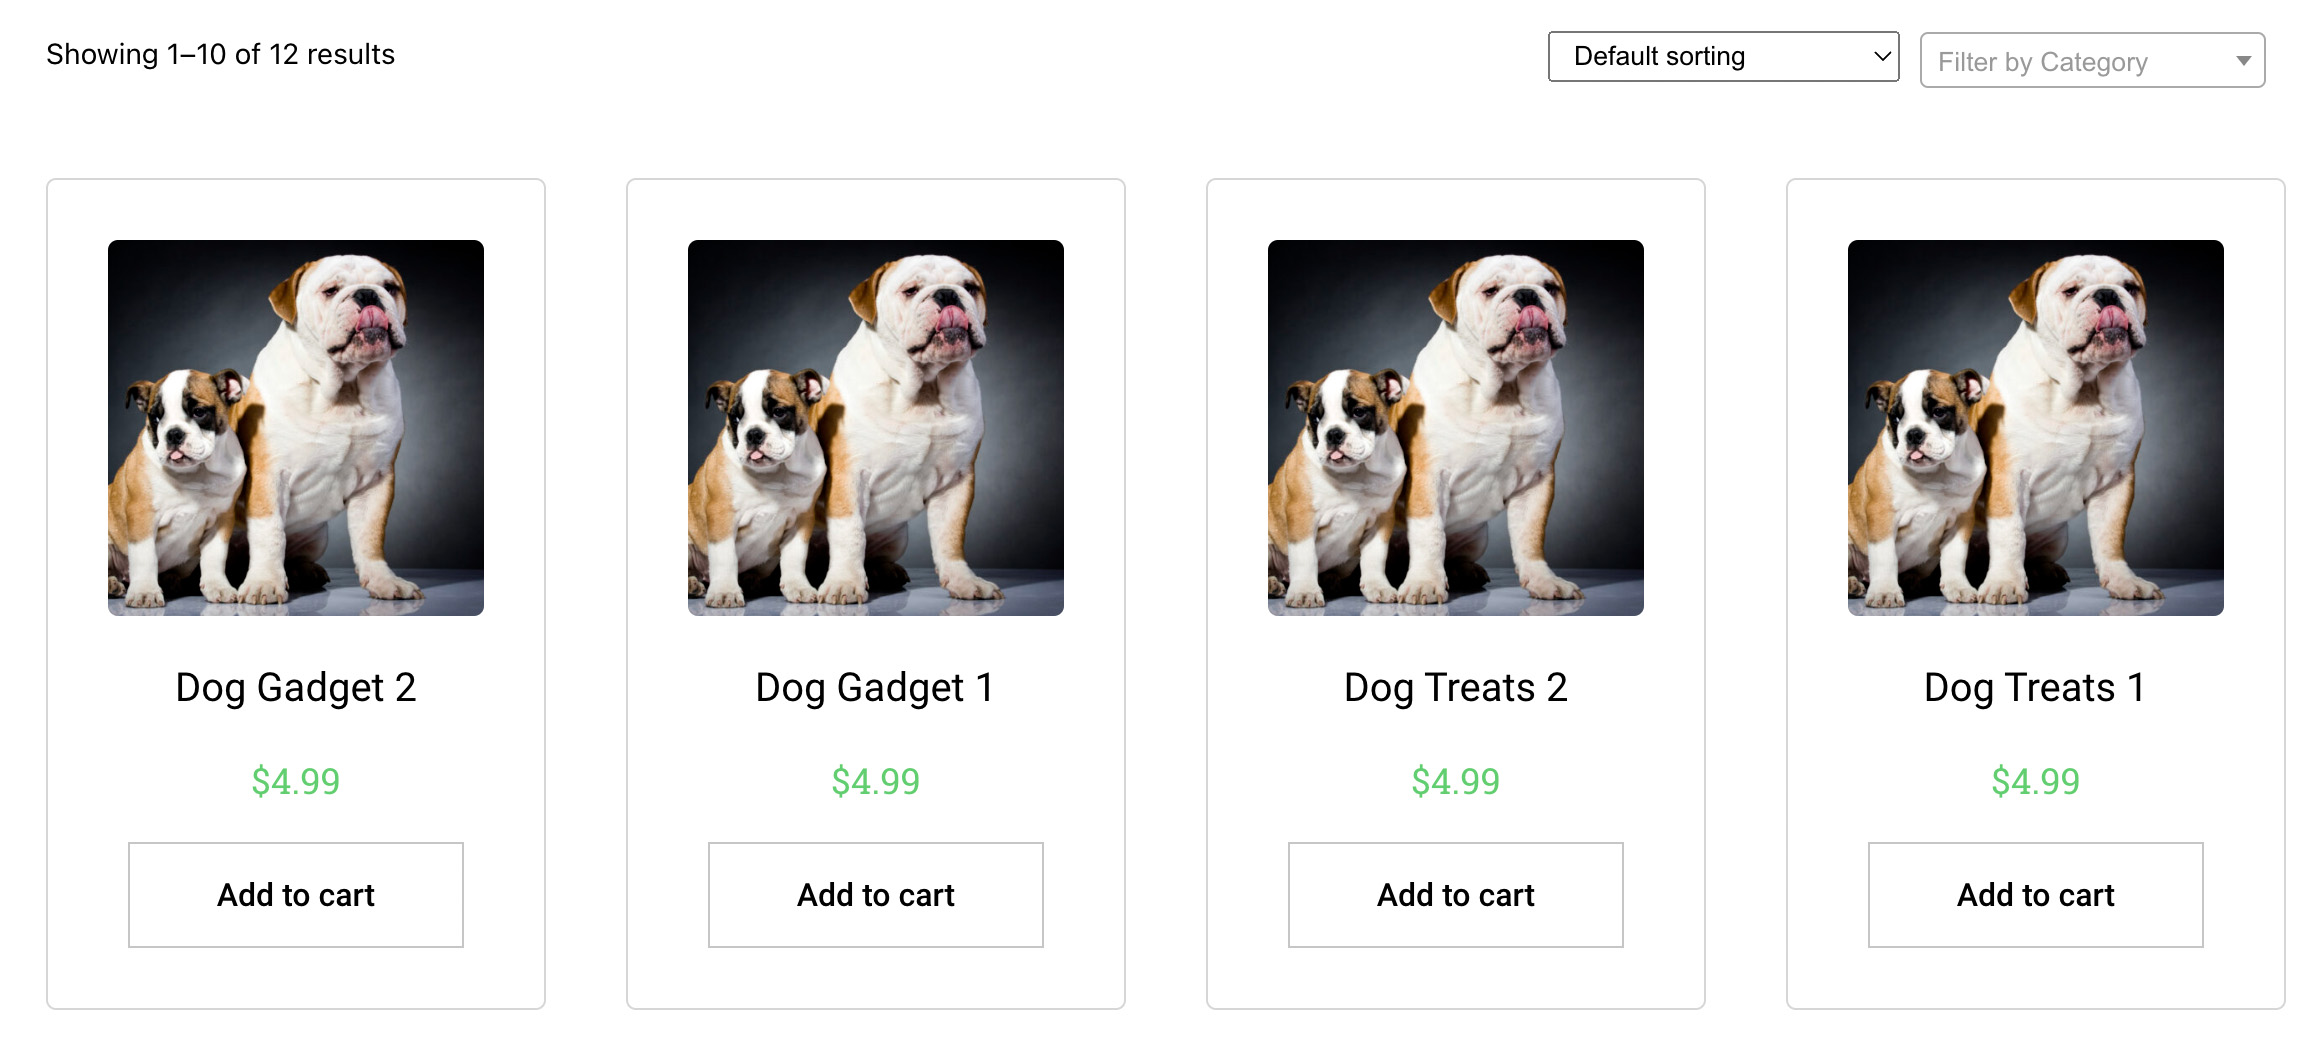 Showing 1–10 of 12 results
Default sorting
Filter by Category
Dog Gadget 2
$4.99
Add to cart
Dog Gadget 1
$4.99
Add to cart
Dog Treats 2
$4.99
Add to cart
Dog Treats 1
$4.99
Add to cart